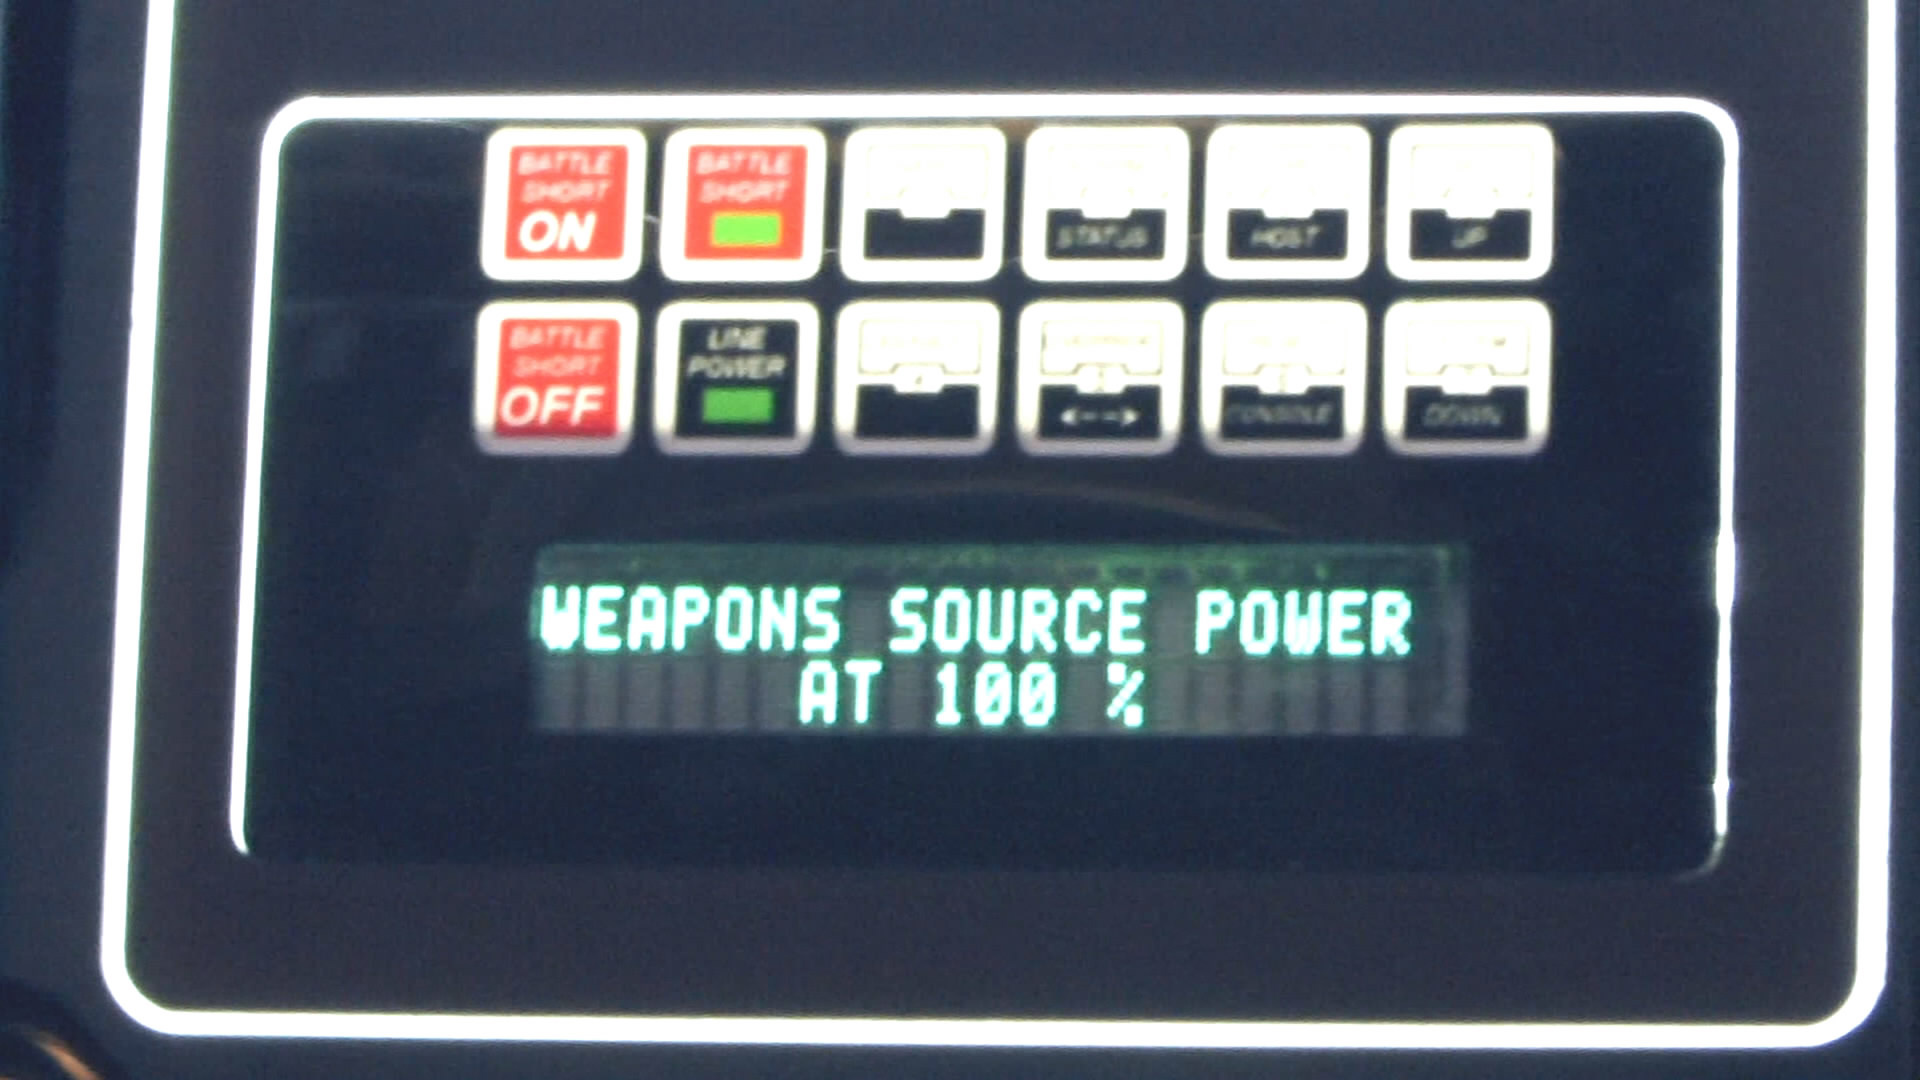 BATTLE
SHORT
ON
BATTLE
SHORT
STATUS
HOST
UP
BATTLE
SHORT
OFF
LINE
POWER
<-->
CONSOLE
DOWN
WEAPONS SOURCE POWER
AT 100 %